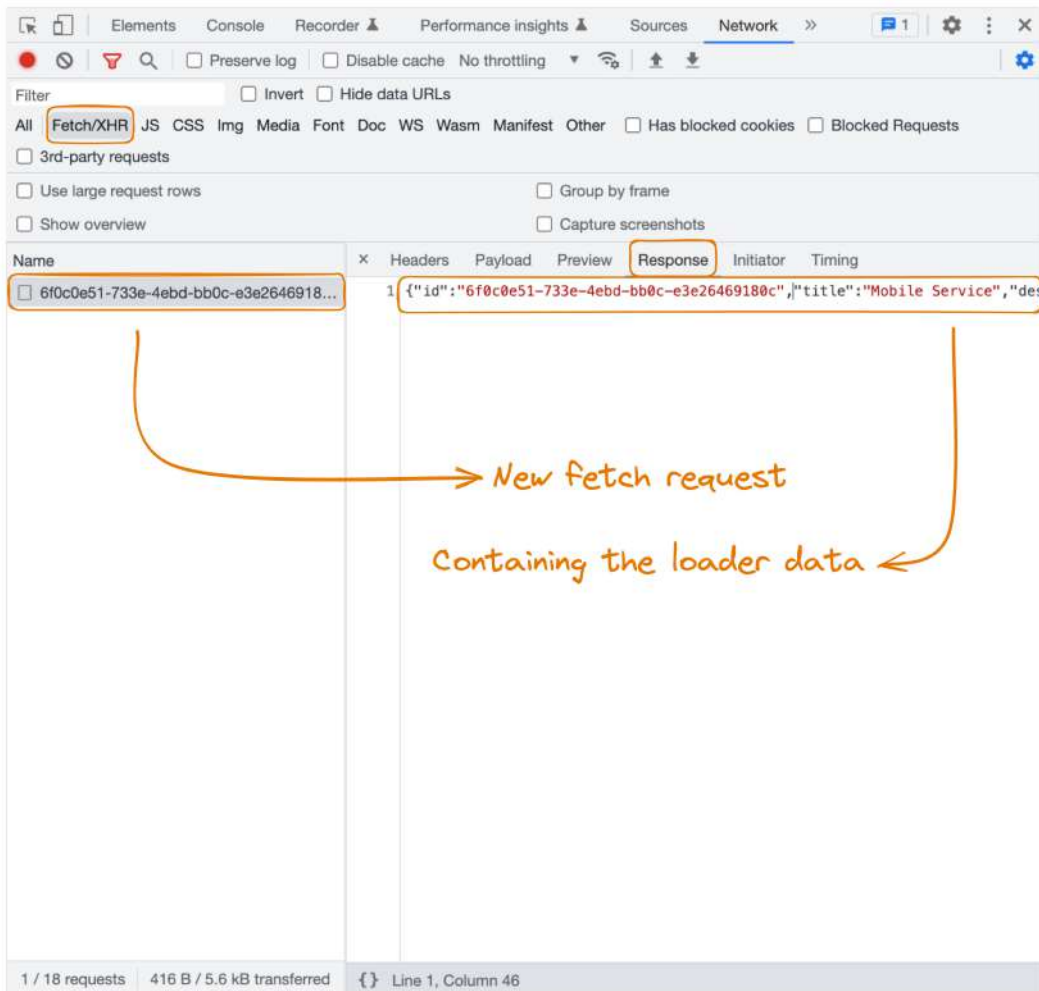 Elements Console Recorder Performance insights Sources Network » 1
Preserve log Disable cache No throttling
Filter Invert Hide data URLs
All Fetch/XHR JS CSS Img Media Font Doc WS Wasm Manifest Other Has blocked cookies Blocked Requests
3rd-party requests
Use large request rows Group by frame
Show overview Capture screenshots
Name × Headers Payload Preview Response Initiator Timing
6f0c0e51-733e-4ebd-bb0c-e3e2646918... 1 {"id":"6f0c0e51-733e-4ebd-bb0c-e3e26469180c","title":"Mobile Service","des
New fetch request
Containing the loader data
1 / 18 requests 416 B / 5.6 kB transferred {} Line 1, Column 46